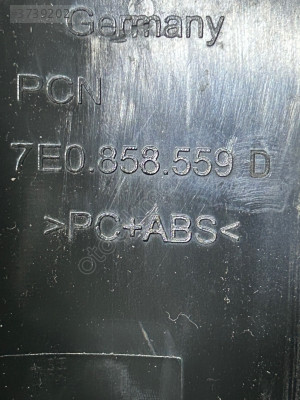 Germany
PCN
7E0.858.559 D
>PC+ABS<